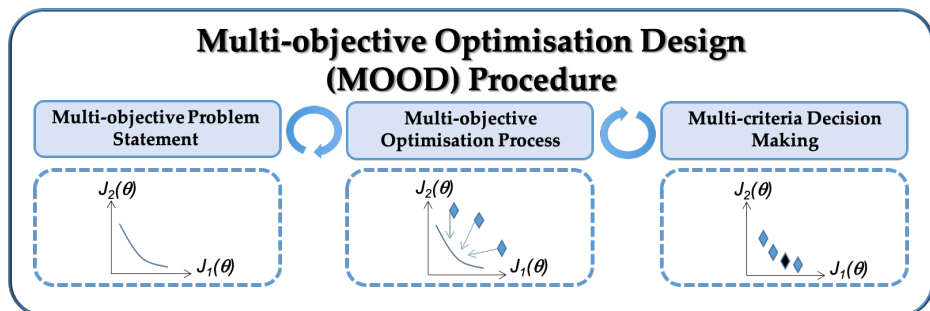 Multi-objective Optimisation Design
(MOOD) Procedure
Multi-objective Problem
Statement
Multi-objective
Optimisation Process
Multi-criteria Decision
Making
J₂(θ)
J₁(θ)
J₂(θ)
J₁(θ)
J₂(θ)
J₁(θ)